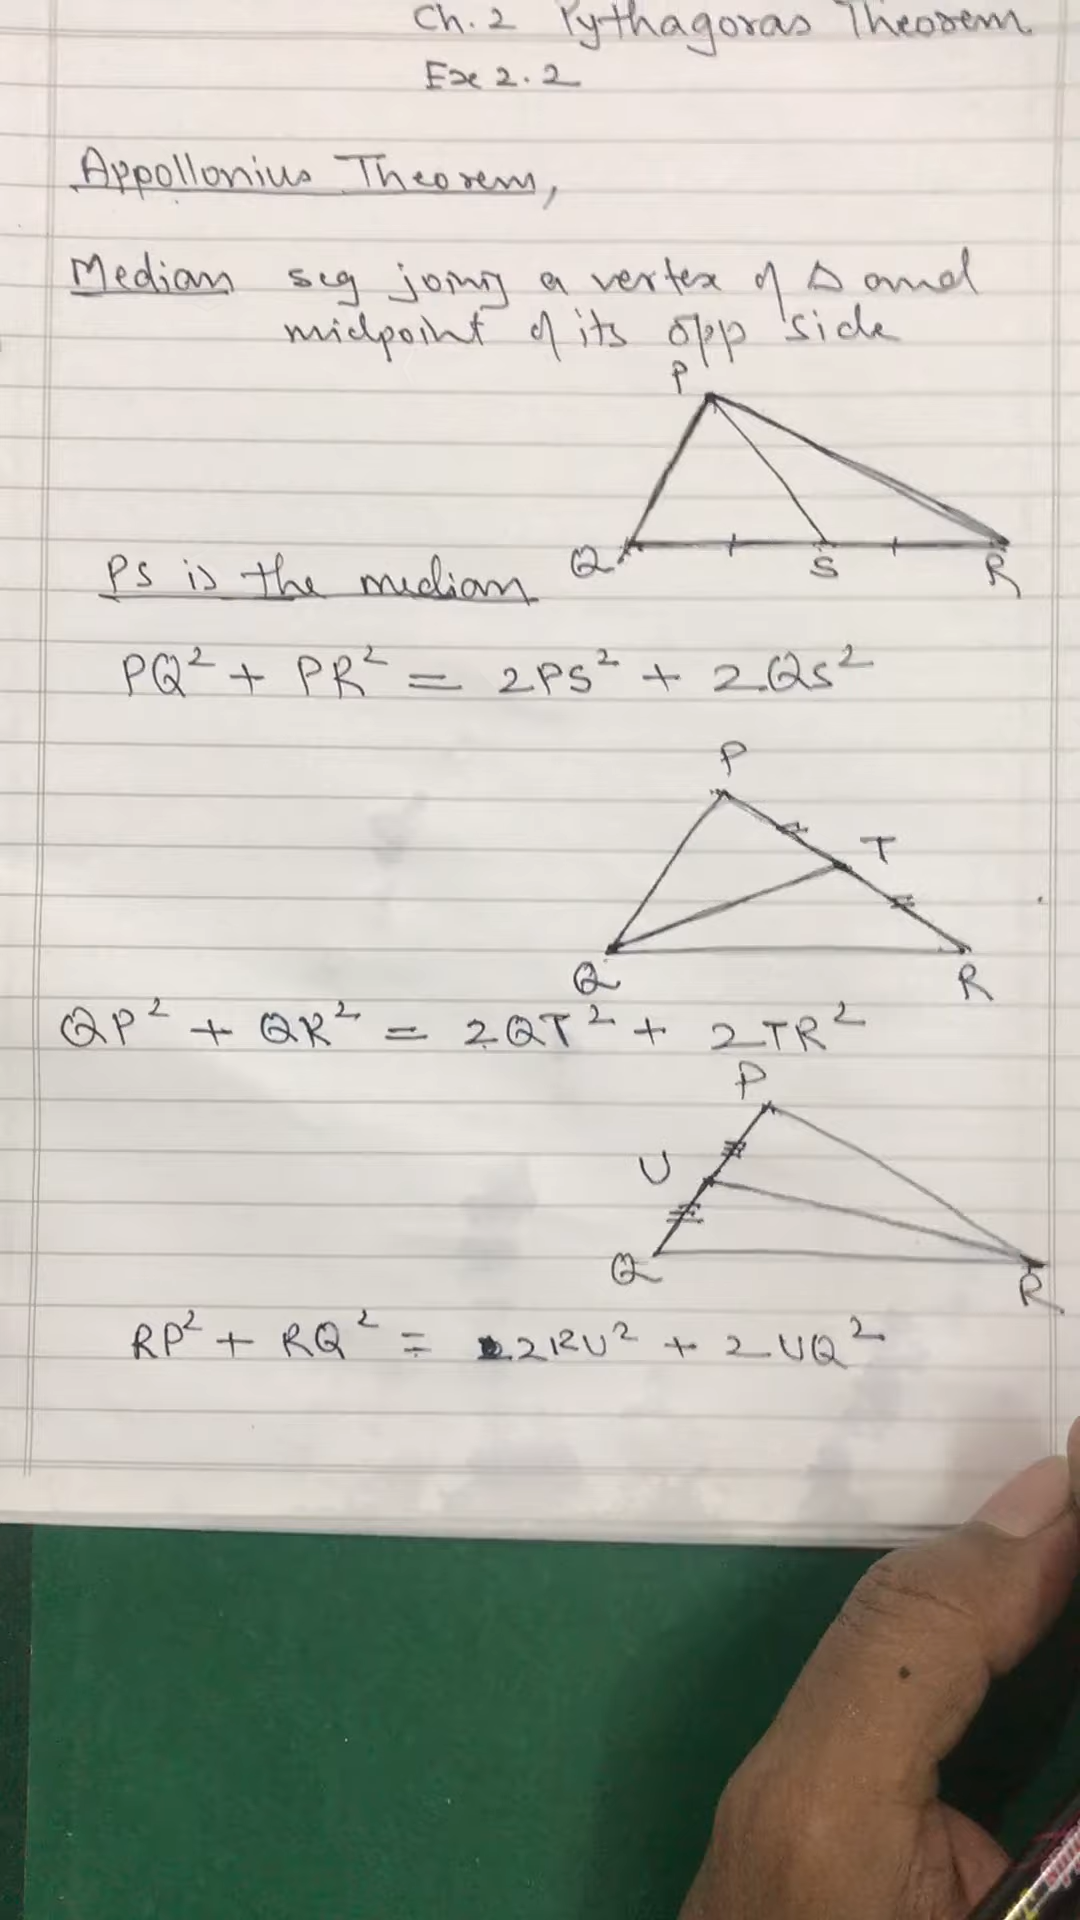 Ch.2 Pythagoras Theorem
Exe 2.2
Appollonius Theorem,
Median seg joing a vertex of Δ and
midpoint of its opp side
P
Q S R
PS is the median
PQ² + PR² = 2PS² + 2QS²
P
T
Q R
QP² + QR² = 2QT² + 2TR²
P
U
Q R
RP² + RQ² = 2RU² + 2UQ²